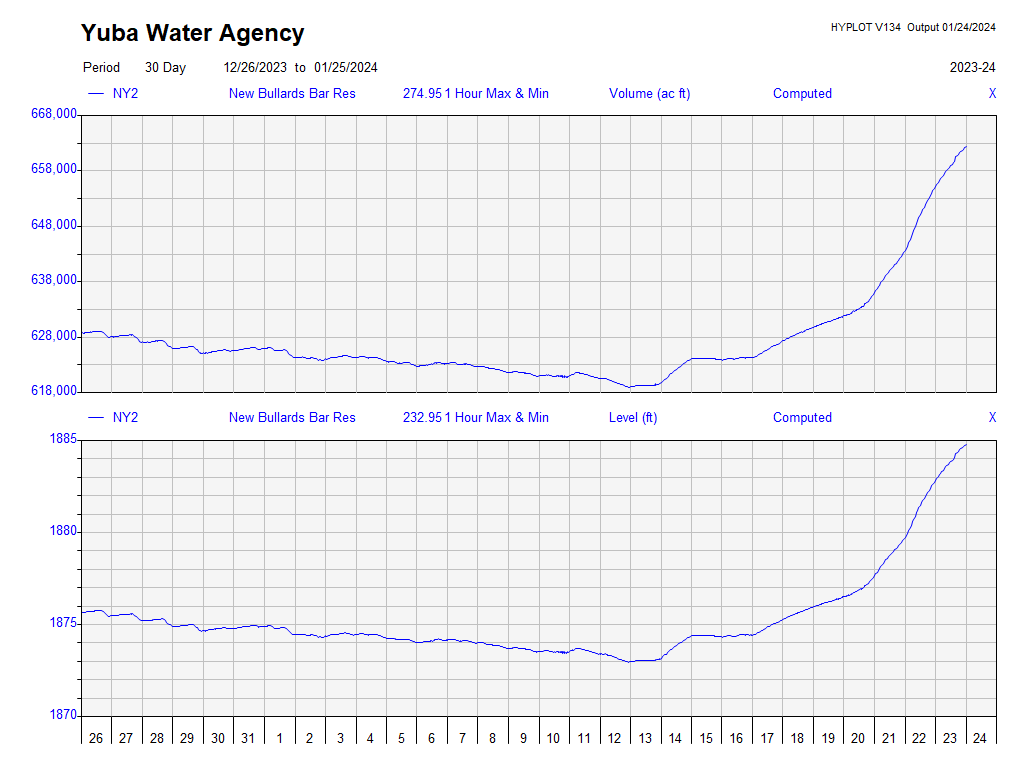 Yuba Water Agency
HYPLOT V134 Output 01/24/2024
Period 30 Day 12/26/2023 to 01/25/2024 2023-24
NY2 New Bullards Bar Res 274.95 1 Hour Max & Min Volume (ac ft) Computed X
668,000
658,000
648,000
638,000
628,000
618,000
NY2 New Bullards Bar Res 232.95 1 Hour Max & Min Level (ft) Computed X
1885
1880
1875
1870
26 27 28 29 30 31 1 2 3 4 5 6 7 8 9 10 11 12 13 14 15 16 17 18 19 20 21 22 23 24